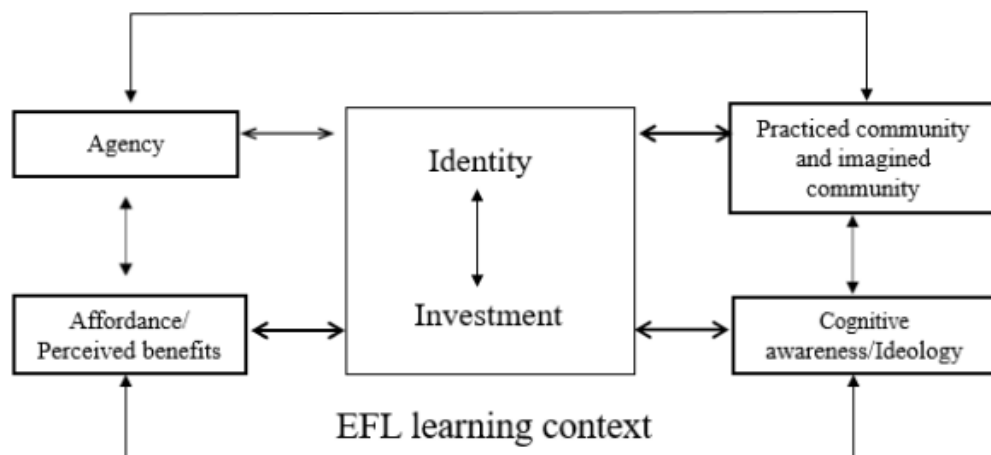 Agency
Identity
Practiced community
and imagined
community
Affordance/
Perceived benefits
Investment
Cognitive
awareness/Ideology
EFL learning context